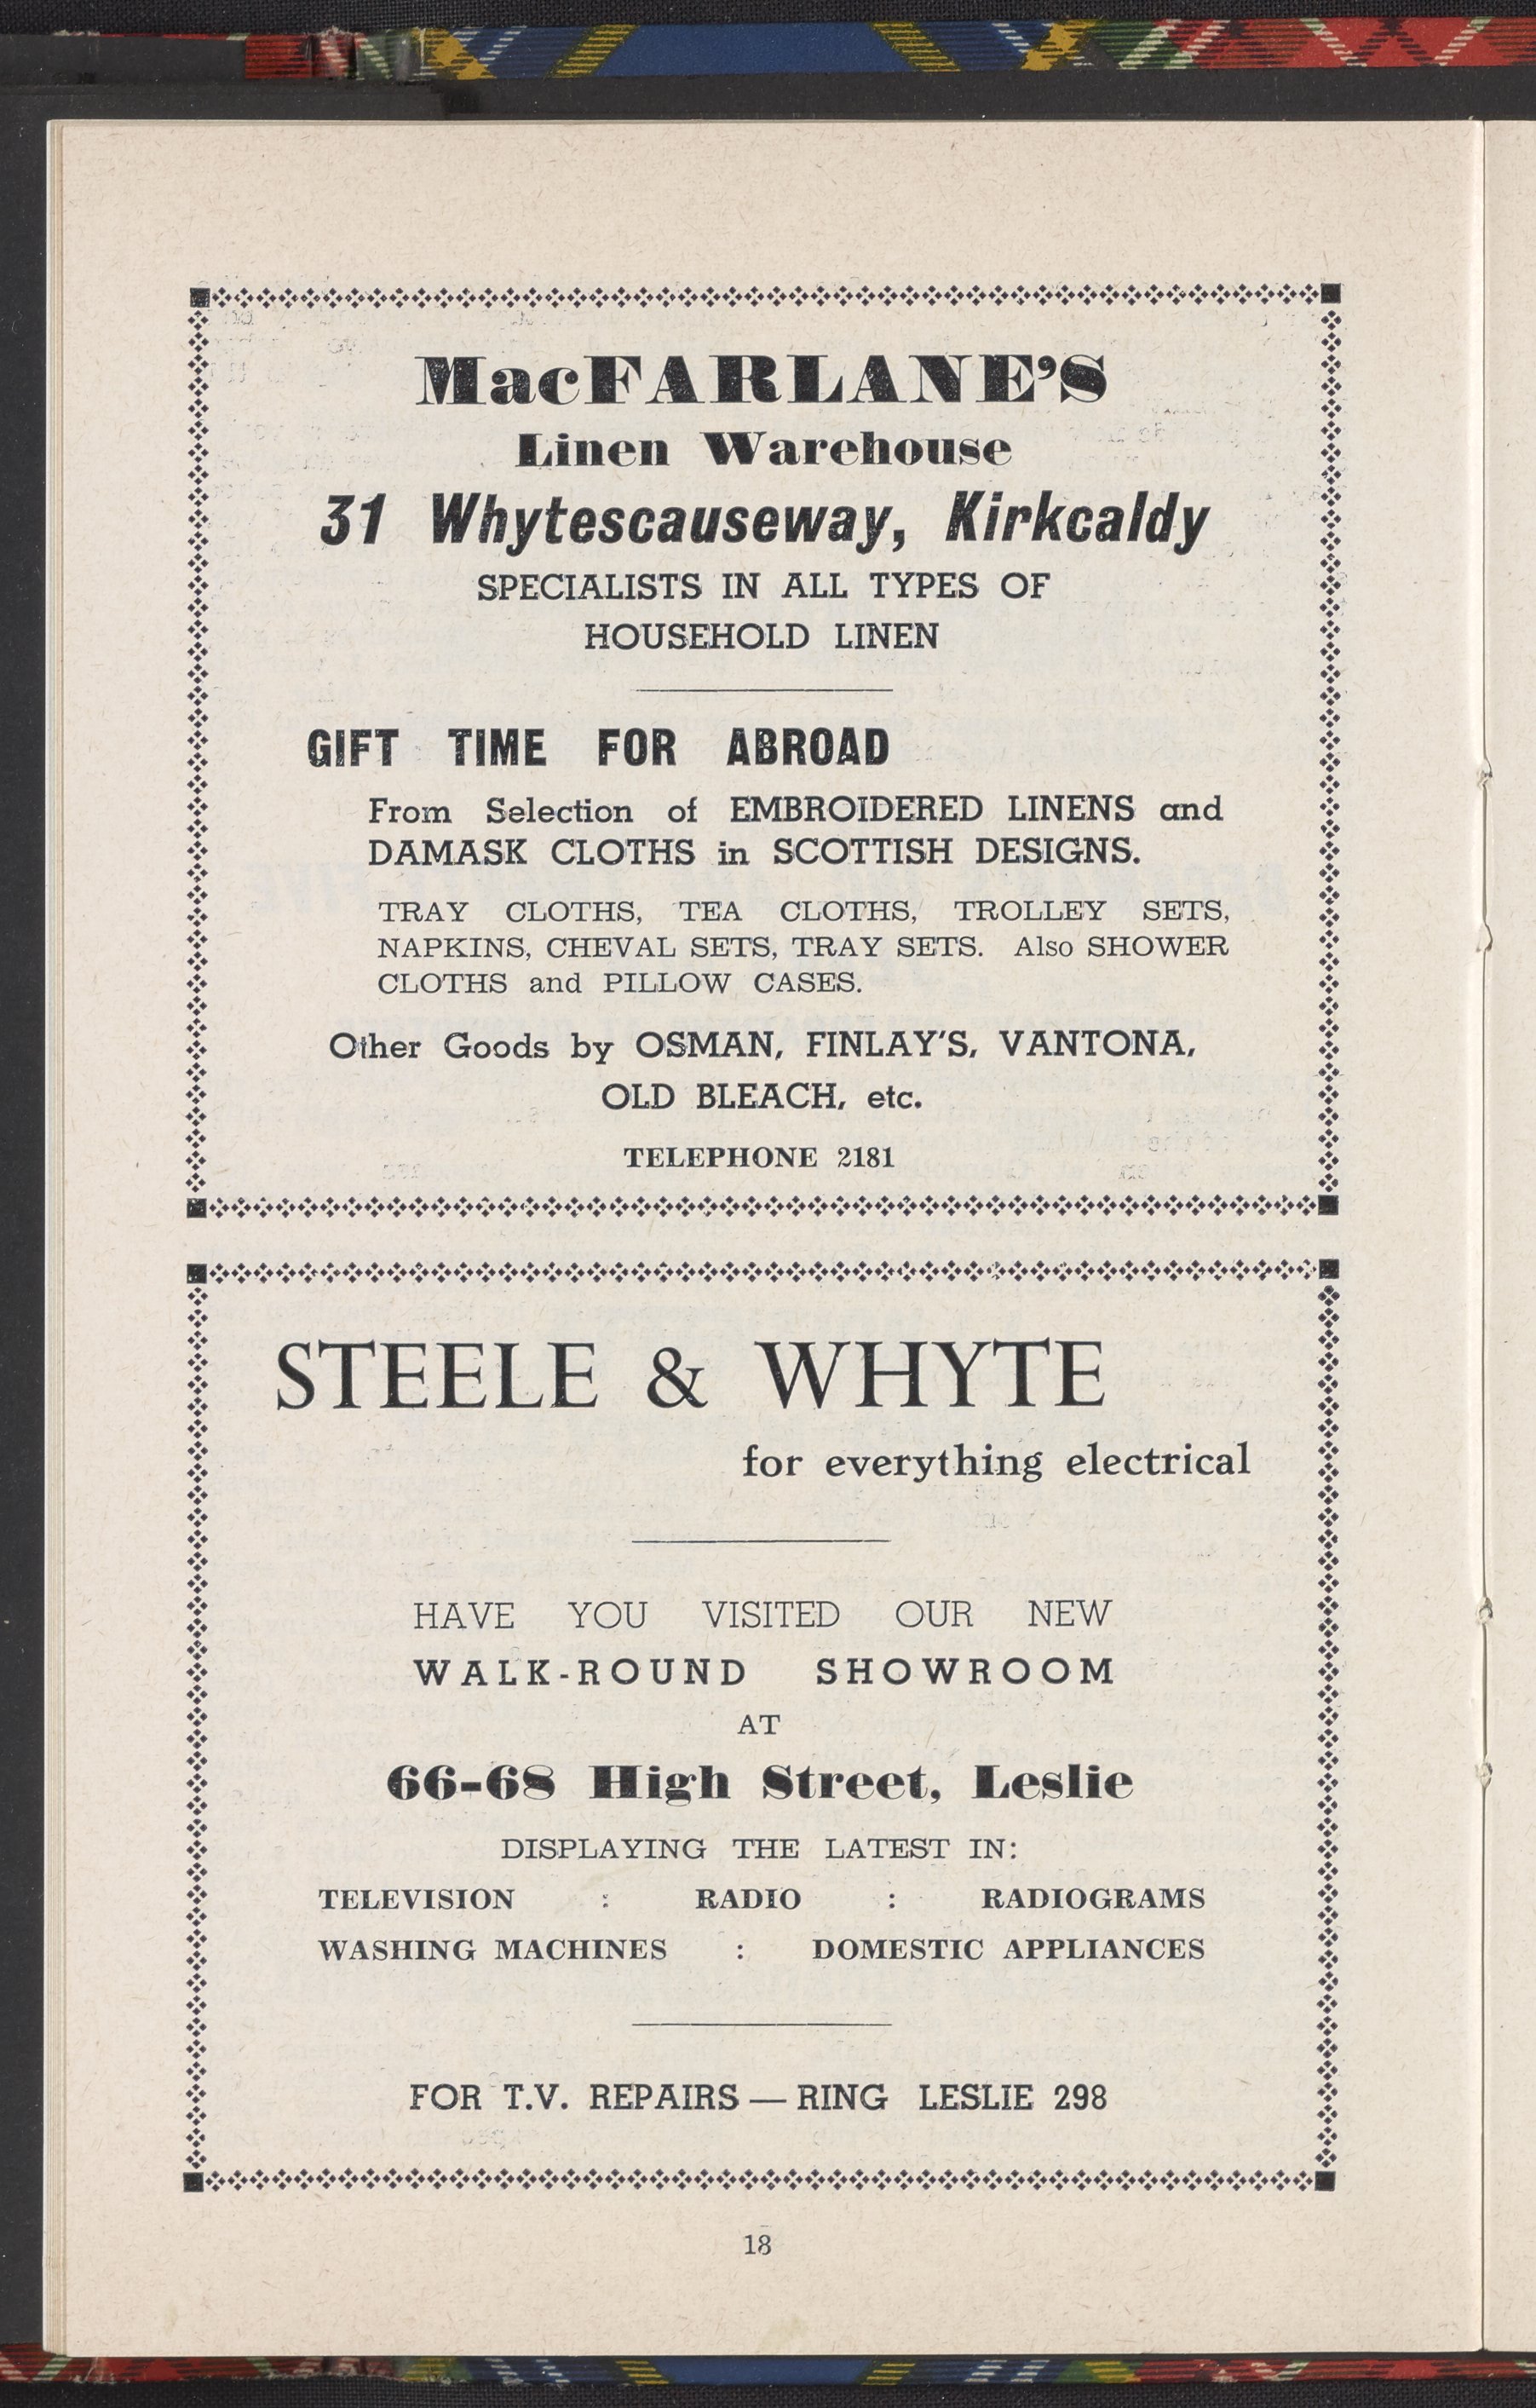 MacFARLANE'S
Linen Warehouse
31 Whytescauseway, Kirkcaldy
SPECIALISTS IN ALL TYPES OF
HOUSEHOLD LINEN
GIFT TIME FOR ABROAD
From Selection of EMBROIDERED LINENS and
DAMASK CLOTHS in SCOTTISH DESIGNS.
TRAY CLOTHS, TEA CLOTHS, TROLLEY SETS,
NAPKINS, CHEVAL SETS, TRAY SETS. Also SHOWER
CLOTHS and PILLOW CASES.
Other Goods by OSMAN, FINLAY'S, VANTONA,
OLD BLEACH, etc.
TELEPHONE 2181
STEELE & WHYTE
for everything electrical
HAVE YOU VISITED OUR NEW
WALK-ROUND SHOWROOM
AT
66-68 High Street, Leslie
DISPLAYING THE LATEST IN:
TELEVISION : RADIO : RADIOGRAMS
WASHING MACHINES : DOMESTIC APPLIANCES
FOR T.V. REPAIRS — RING LESLIE 298
18